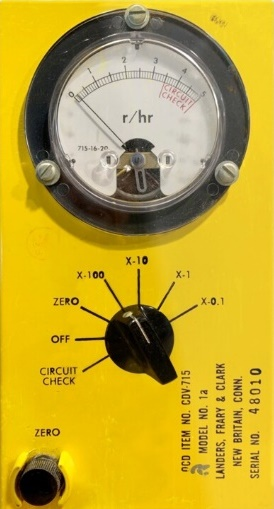 0 1 2 3 4 5
CIRCUIT
CHECK
r/hr
715-16-20
X-10
X-100
X-1
ZERO
X-0.1
OFF
CIRCUIT
CHECK
ZERO
OCD ITEM NO. CDV-715
MODEL NO. 1a
LANDERS, FRARY & CLARK
NEW BRITAIN, CONN.
SERIAL NO. 48010